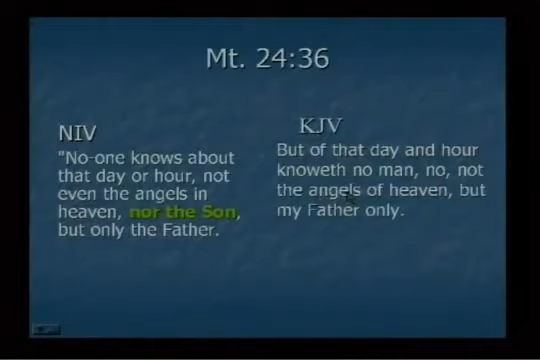 Mt. 24:36
NIV
"No-one knows about
that day or hour, not
even the angels in
heaven, nor the Son,
but only the Father.
KJV
But of that day and hour
knoweth no man, no, not
the angels of heaven, but
my Father only.